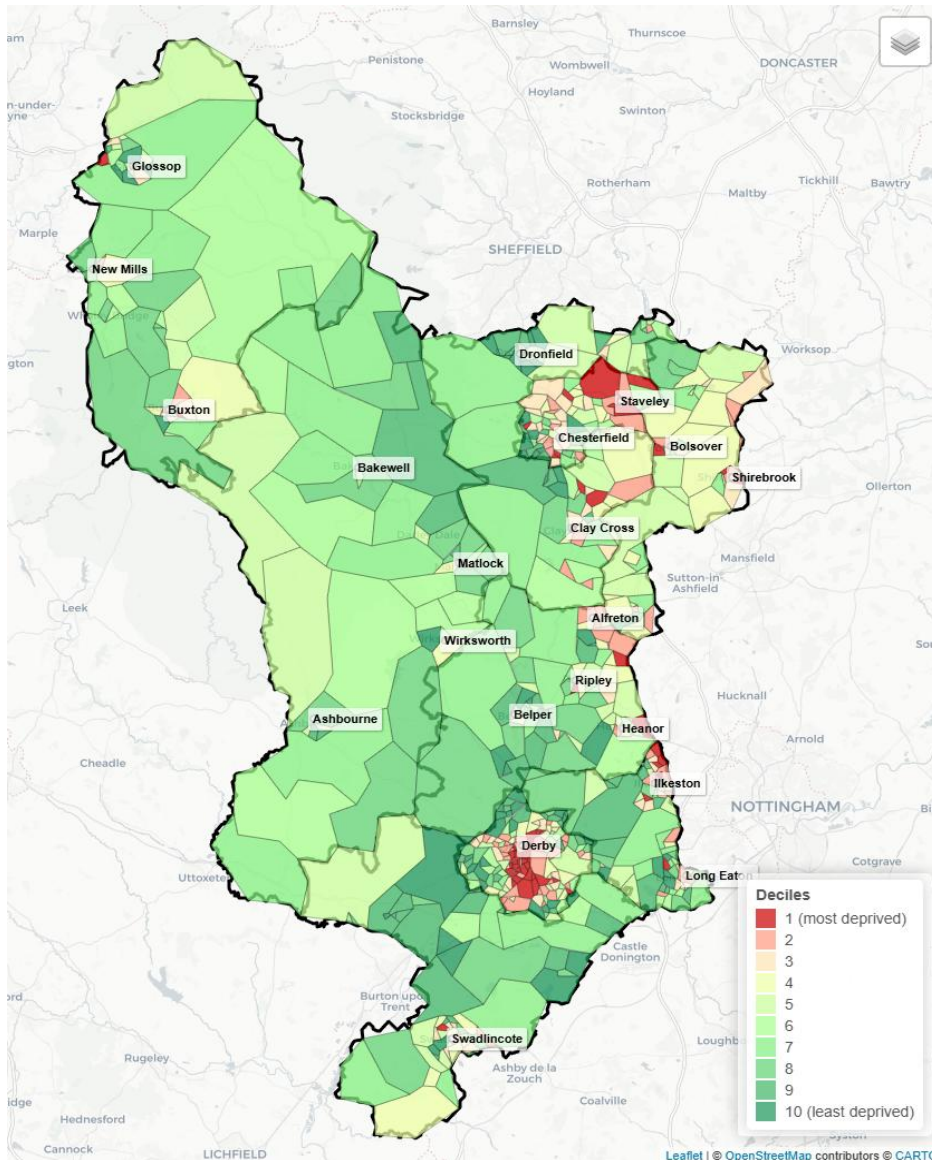 Barnsley
Thurnscoe
Penistone
DONCASTER
Wombwell
Hoyland
Stocksbridge
Swinton
Glossop
Rotherham
Tickhill
Bawtry
Maltby
Marple
SHEFFIELD
New Mills
Worksop
Dronfield
Staveley
Buxton
Chesterfield
Bolsover
Bakewell
Shirebrook
Ollerton
Clay Cross
Mansfield
Matlock
Sutton-in
Ashfield
Leek
Alfreton
Wirksworth
Ripley
Hucknall
Ashbourne
Belper
Heanor
Arnold
Cheadle
Ilkeston
NOTTINGHAM
Derby
Cotgrave
Uttoxeter
Long Eaton
Castle
Donington
Burton upon
Trent
Swadlincote
Rugeley
Ashby de la
Zouch
Hednesford
Coalville
Cannock
LICHFIELD
Deciles
1 (most deprived)
2
3
4
5
6
7
8
9
10 (least deprived)
Leaflet | © OpenStreetMap contributors © CARTO